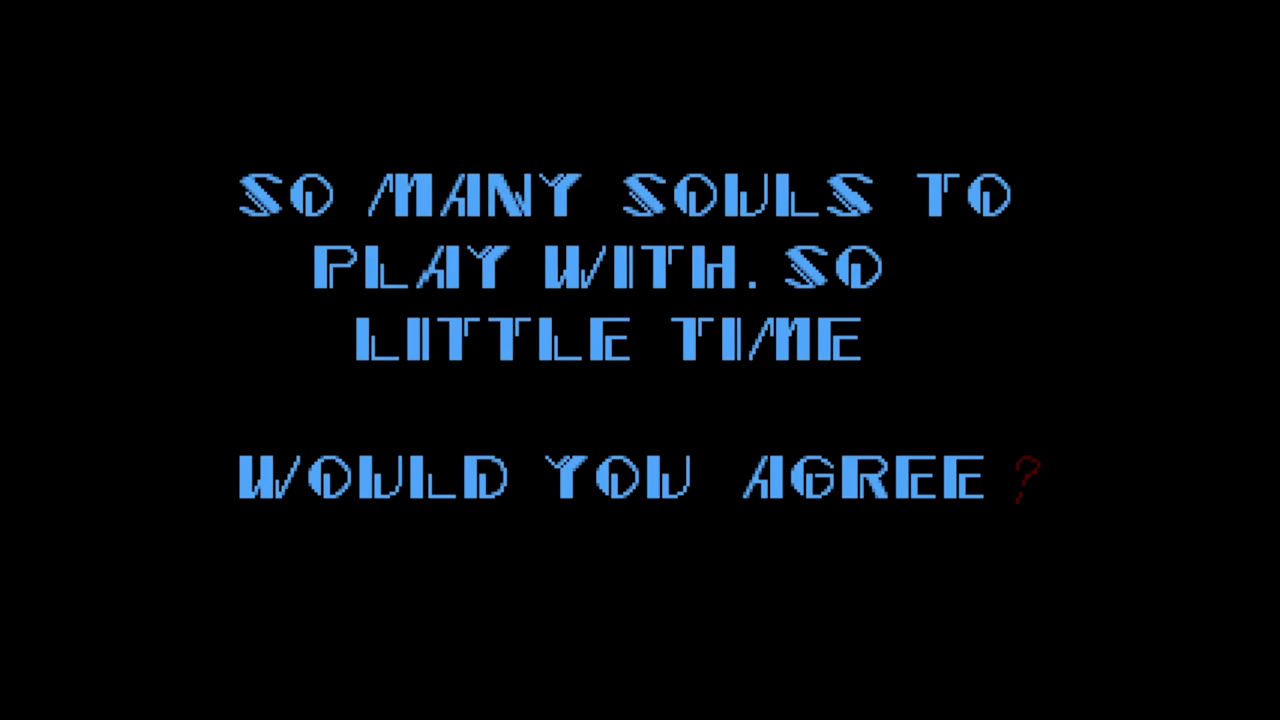 SO MANY SOULS TO
PLAY WITH. SO
LITTLE TIME
WOULD YOU AGREE?